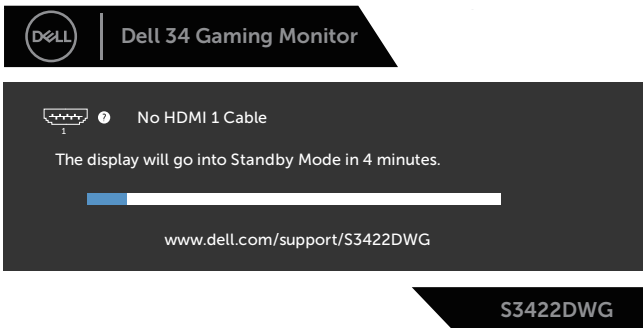 DELL
Dell 34 Gaming Monitor
? No HDMI 1 Cable
1
The display will go into Standby Mode in 4 minutes.
www.dell.com/support/S3422DWG
S3422DWG